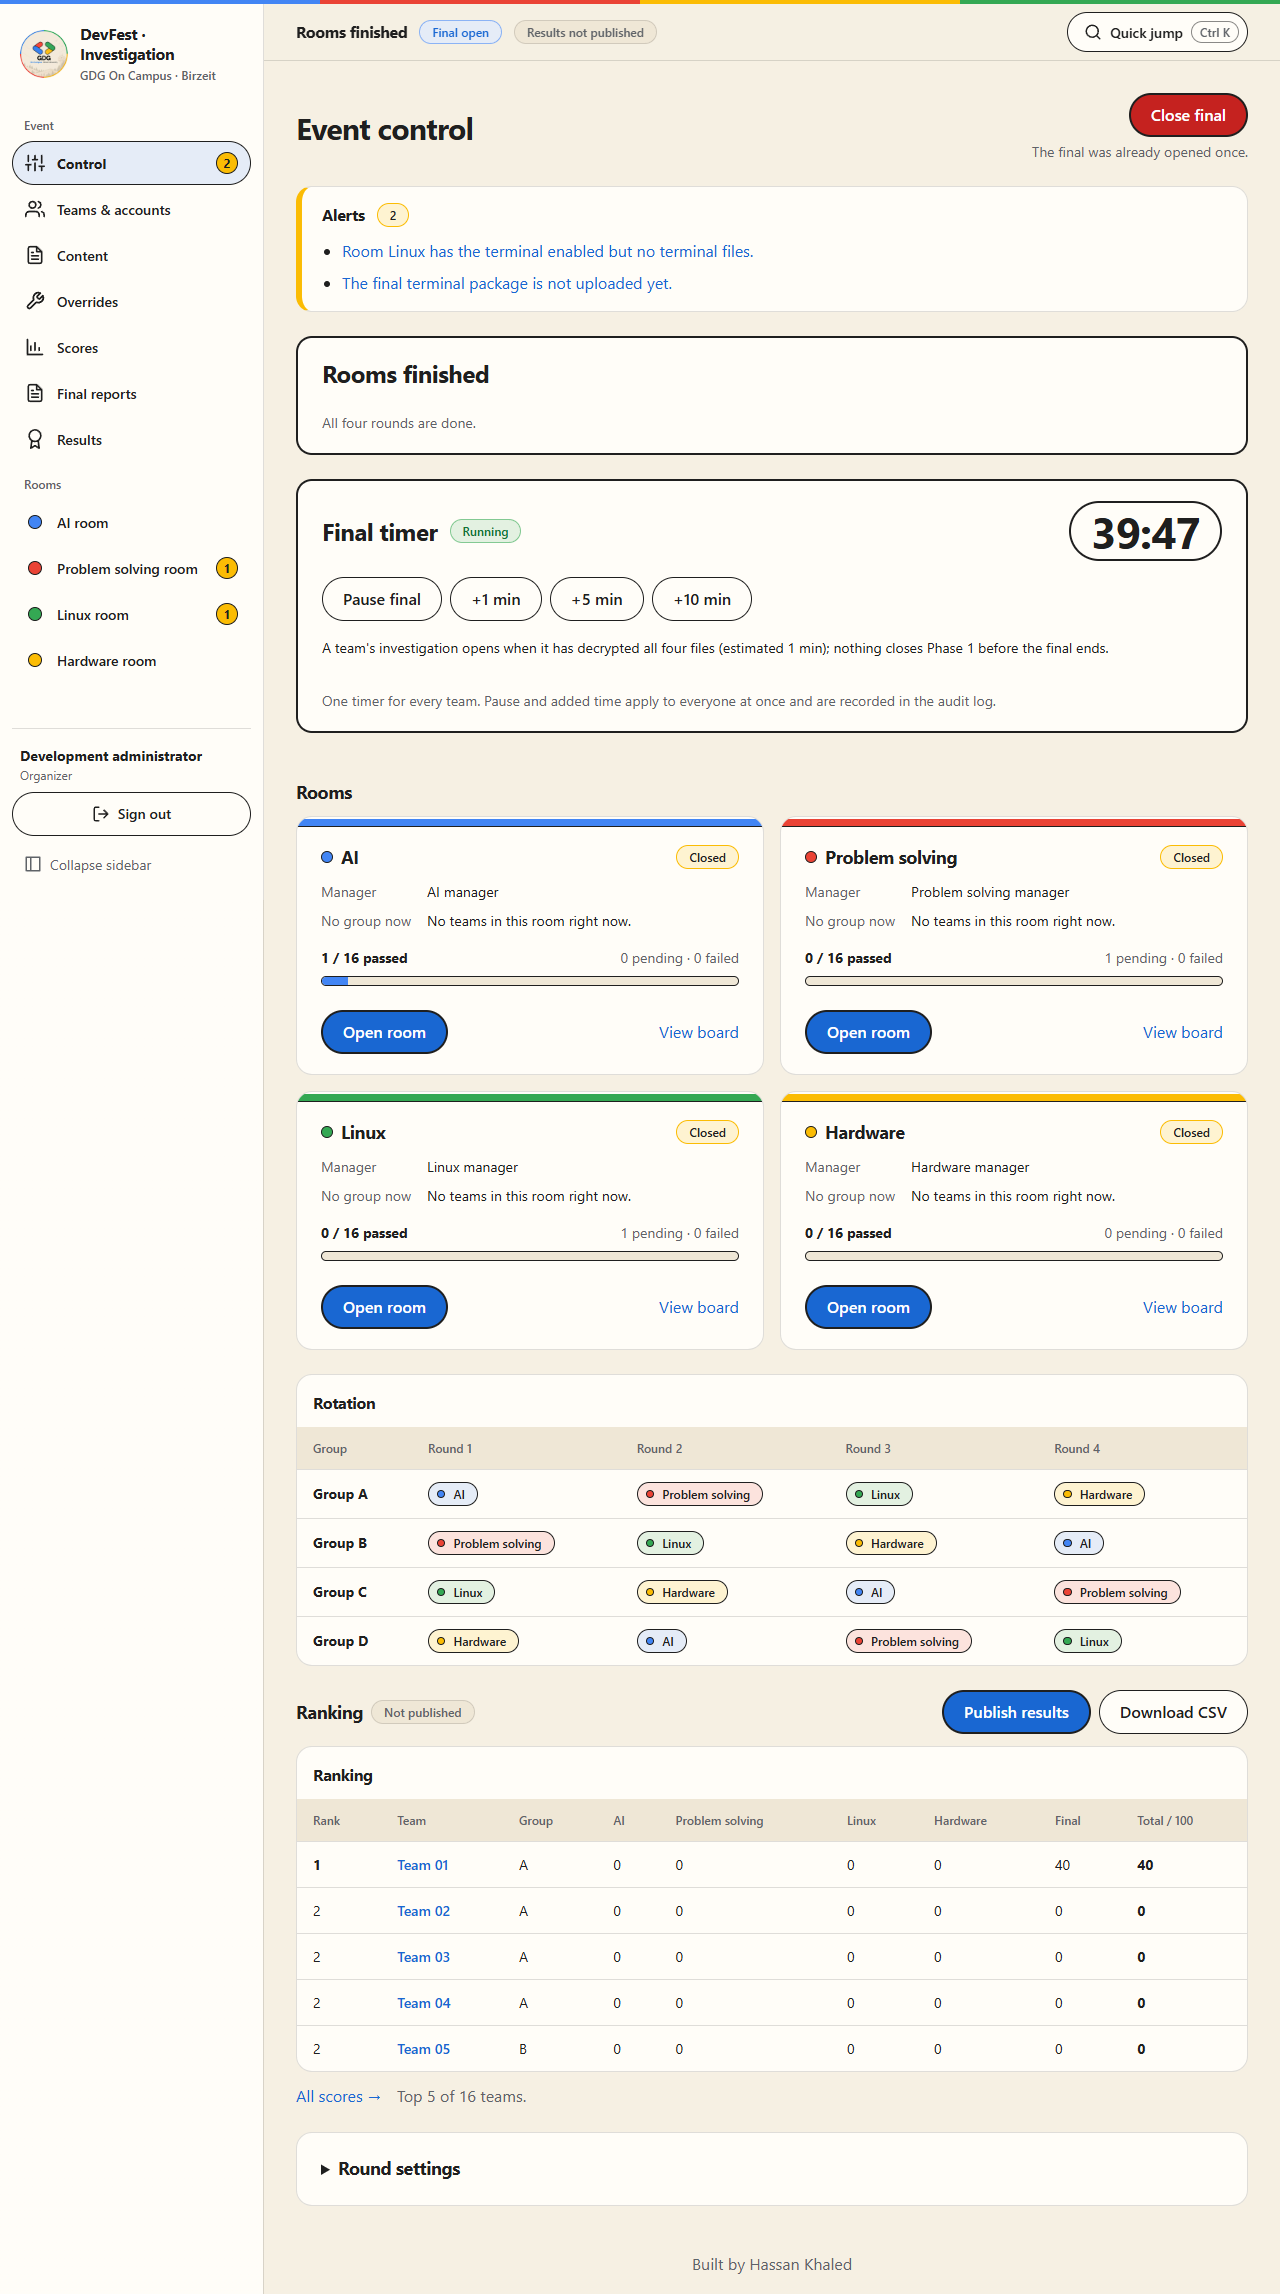 DevFest ·
Investigation
GDG On Campus · Birzeit
GDG
Event
Control 2
Teams & accounts
Content
Overrides
Scores
Final reports
Results
Rooms
AI room
Problem solving room 1
Linux room 1
Hardware room
Development administrator
Organizer
Sign out
Collapse sidebar
Rooms finished Final open Results not published
Quick jump Ctrl K
Event control
Close final
The final was already opened once.
Alerts 2
Room Linux has the terminal enabled but no terminal files.
The final terminal package is not uploaded yet.
Rooms finished
All four rounds are done.
Final timer Running 39:47
Pause final +1 min +5 min +10 min
A team's investigation opens when it has decrypted all four files (estimated 1 min); nothing closes Phase 1 before the final ends.
One timer for every team. Pause and added time apply to everyone at once and are recorded in the audit log.
Rooms
AI Closed
Manager AI manager
No group now No teams in this room right now.
1 / 16 passed 0 pending · 0 failed
Open room View board
Problem solving Closed
Manager Problem solving manager
No group now No teams in this room right now.
0 / 16 passed 1 pending · 0 failed
Open room View board
Linux Closed
Manager Linux manager
No group now No teams in this room right now.
0 / 16 passed 1 pending · 0 failed
Open room View board
Hardware Closed
Manager Hardware manager
No group now No teams in this room right now.
0 / 16 passed 0 pending · 0 failed
Open room View board
Rotation
Group Round 1 Round 2 Round 3 Round 4
Group A AI Problem solving Linux Hardware
Group B Problem solving Linux Hardware AI
Group C Linux Hardware AI Problem solving
Group D Hardware AI Problem solving Linux
Ranking Not published Publish results Download CSV
Ranking
Rank Team Group AI Problem solving Linux Hardware Final Total / 100
1 Team 01 A 0 0 0 0 40 40
2 Team 02 A 0 0 0 0 0 0
2 Team 03 A 0 0 0 0 0 0
2 Team 04 A 0 0 0 0 0 0
2 Team 05 B 0 0 0 0 0 0
All scores → Top 5 of 16 teams.
Round settings
Built by Hassan Khaled